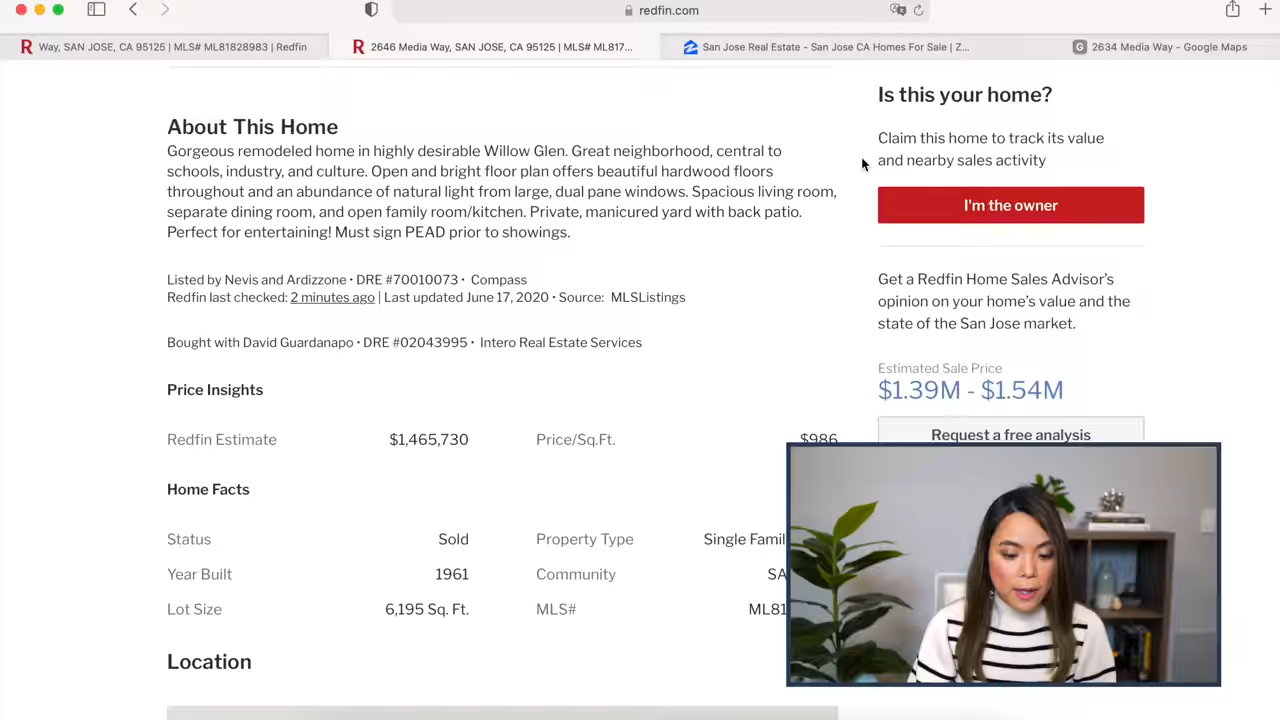 redfin.com
R Way, SAN JOSE, CA 95125 | MLS# ML81828983 | Redfin
R 2646 Media Way, SAN JOSE, CA 95125 | MLS# ML817...
San Jose Real Estate - San Jose CA Homes For Sale | Z...
G 2634 Media Way - Google Maps
About This Home
Gorgeous remodeled home in highly desirable Willow Glen. Great neighborhood, central to
schools, industry, and culture. Open and bright floor plan offers beautiful hardwood floors
throughout and an abundance of natural light from large, dual pane windows. Spacious living room,
separate dining room, and open family room/kitchen. Private, manicured yard with back patio.
Perfect for entertaining! Must sign PEAD prior to showings.
Listed by Nevis and Ardizzone • DRE #70010073 • Compass
Redfin last checked: 2 minutes ago | Last updated June 17, 2020 • Source: MLSListings
Bought with David Guardanapo • DRE #02043995 • Intero Real Estate Services
Price Insights
Redfin Estimate $1,465,730 Price/Sq.Ft. $986
Home Facts
Status Sold Property Type Single Famil
Year Built 1961 Community SA
Lot Size 6,195 Sq. Ft. MLS# ML81
Location
Is this your home?
Claim this home to track its value
and nearby sales activity
I'm the owner
Get a Redfin Home Sales Advisor's
opinion on your home's value and the
state of the San Jose market.
Estimated Sale Price
$1.39M - $1.54M
Request a free analysis